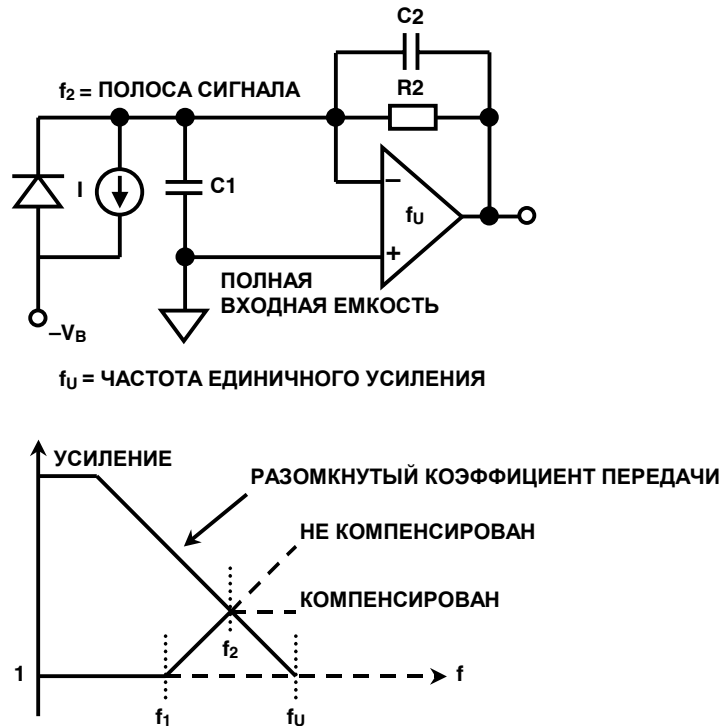 C2
f₂ = ПОЛОСА СИГНАЛА
R2
I
C1
−
fU
+
ПОЛНАЯ
ВХОДНАЯ ЕМКОСТЬ
–VB
fU = ЧАСТОТА ЕДИНИЧНОГО УСИЛЕНИЯ
УСИЛЕНИЕ
РАЗОМКНУТЫЙ КОЭФФИЦИЕНТ ПЕРЕДАЧИ
НЕ КОМПЕНСИРОВАН
КОМПЕНСИРОВАН
f₂
1
f
f₁
fU